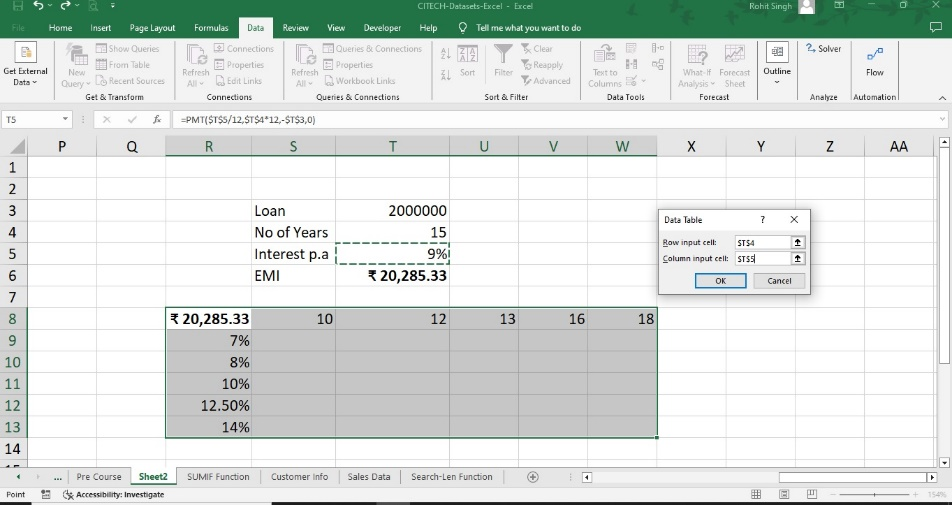 CITECH-Datasets-Excel - Excel
Rohit Singh
File Home Insert Page Layout Formulas Data Review View Developer Help Tell me what you want to do
Get External Data
New Query
Show Queries
From Table
Recent Sources
Get & Transform
Refresh All
Connections
Properties
Edit Links
Connections
Refresh All
Queries & Connections
Properties
Workbook Links
Queries & Connections
Sort
Filter
Clear
Reapply
Advanced
Sort & Filter
Text to Columns
Data Tools
What-If Analysis
Forecast Sheet
Forecast
Outline
Solver
Analyze
Flow
Automation
T5
fx
=PMT($T$5/12,$T$4*12,-$T$3,0)
P Q R S T U V W X Y Z AA
1
2
3 Loan 2000000
4 No of Years 15
5 Interest p.a 9%
6 EMI ₹ 20,285.33
7
8 ₹ 20,285.33 10 12 13 16 18
9 7%
10 8%
11 10%
12 12.50%
13 14%
14
15
Data Table ? X
Row input cell: $T$4
Column input cell: $T$5
OK Cancel
... Pre Course Sheet2 SUMIF Function Customer Info Sales Data Search-Len Function
Point Accessibility: Investigate 154%